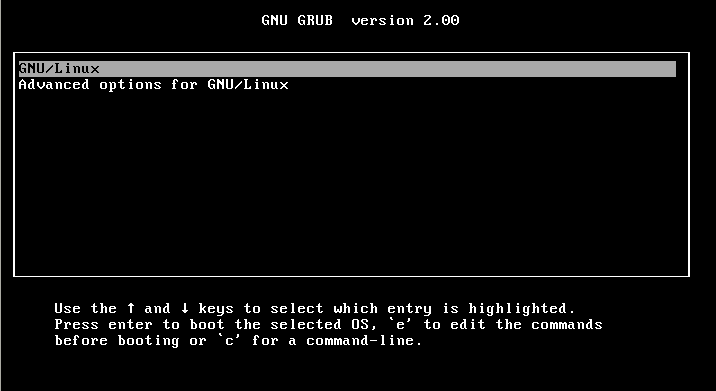 GNU GRUB  version 2.00
GNU/Linux
Advanced options for GNU/Linux
Use the ↑ and ↓ keys to select which entry is highlighted.
Press enter to boot the selected OS, `e' to edit the commands
before booting or `c' for a command-line.